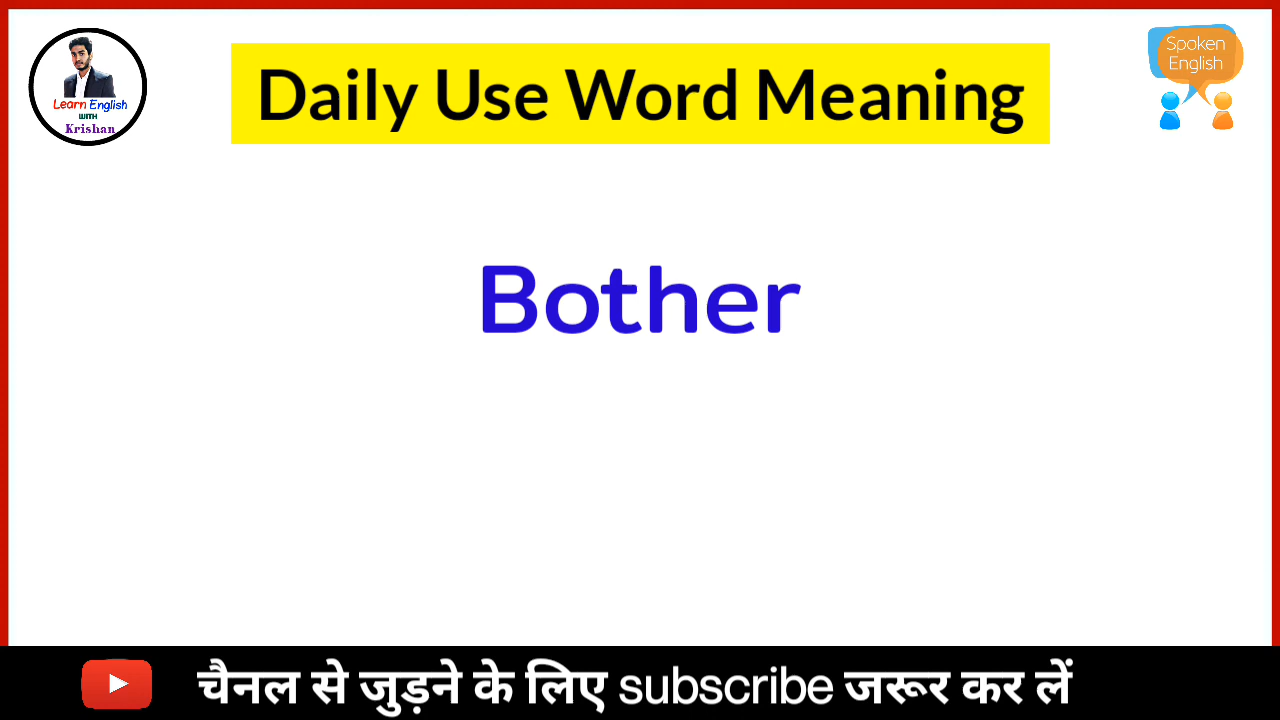 Learn English
WITH
Krishan
Daily Use Word Meaning
Spoken
English
Bother
चैनल से जुड़ने के लिए subscribe जरूर कर लें